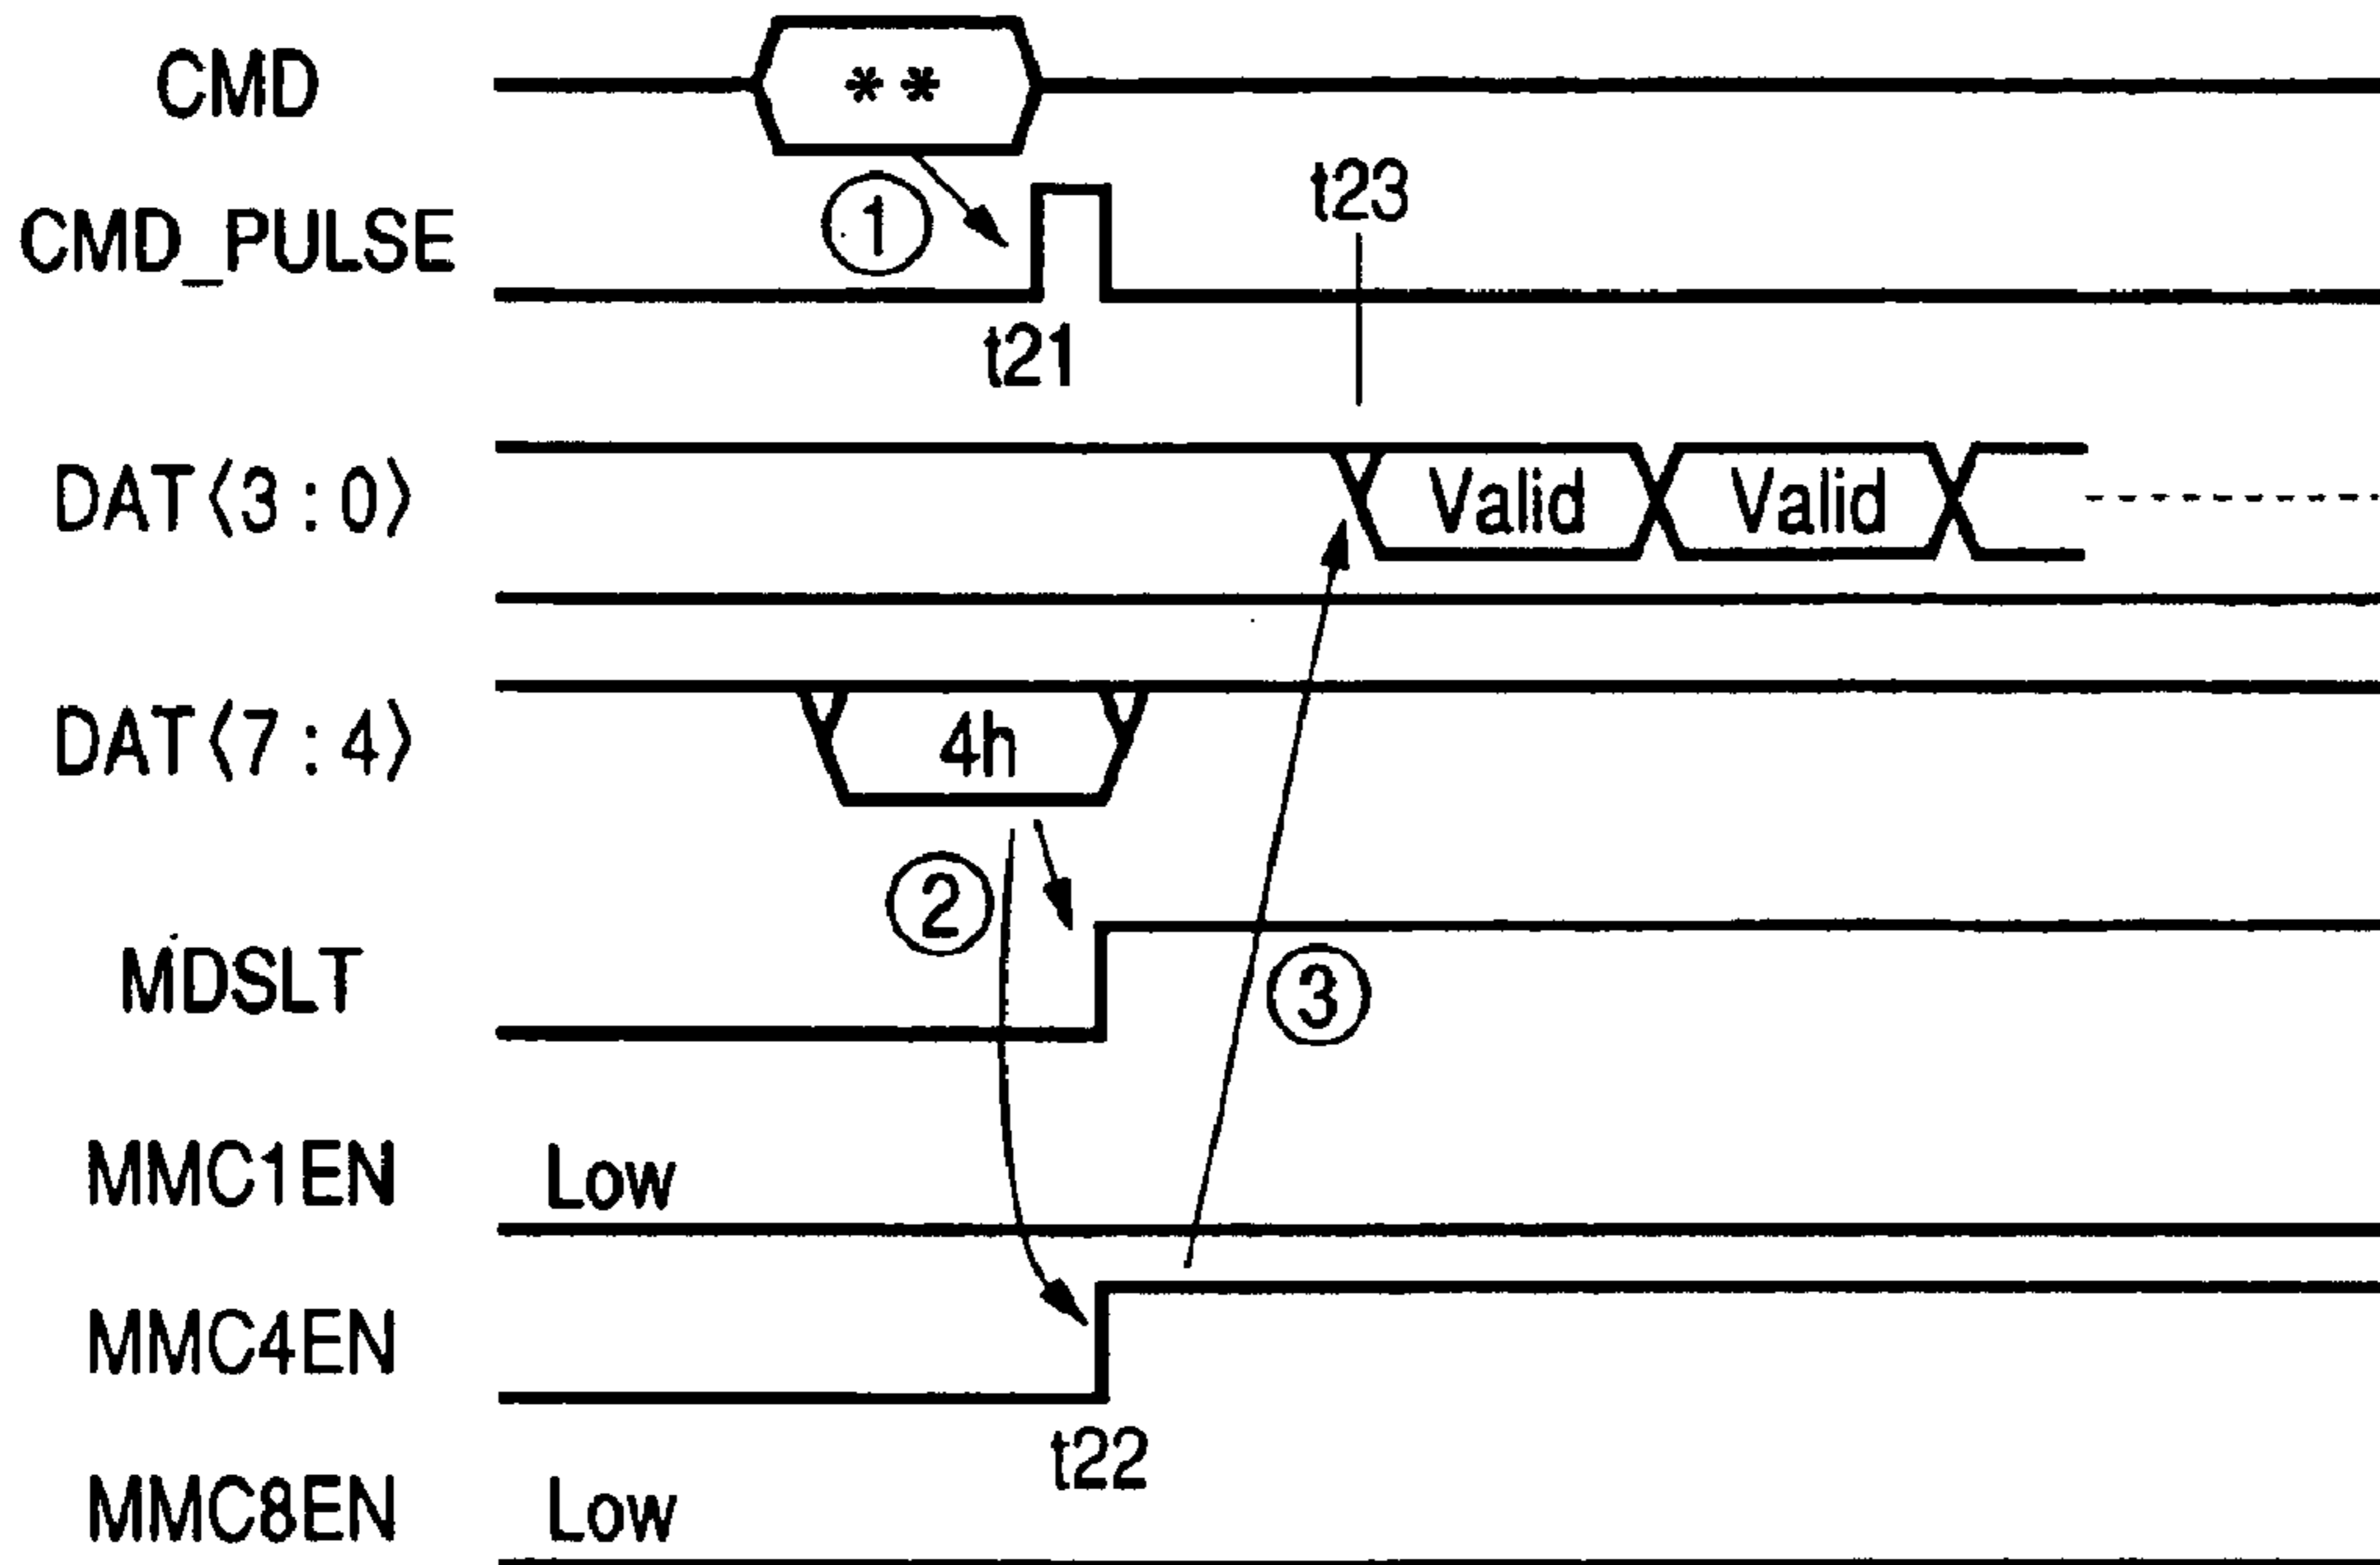 CMD
**
CMD_PULSE
①
t21
t23
DAT⟨3:0⟩
Valid
Valid
DAT⟨7:4⟩
4h
②
MDSLT
③
MMC1EN
Low
MMC4EN
t22
MMC8EN
Low